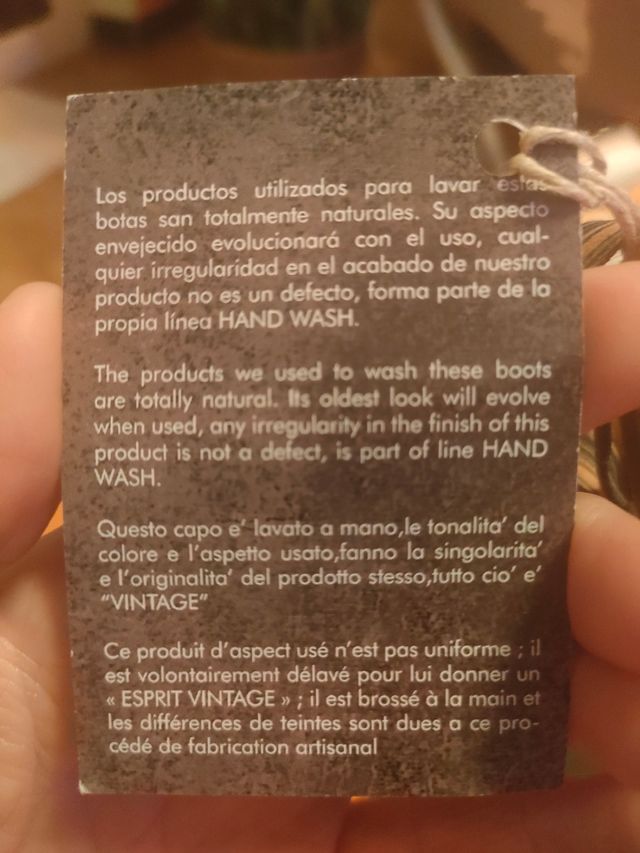 Los productos utilizados para lavar estas
botas san totalmente naturales. Su aspecto
envejecido evolucionará con el uso, cual-
quier irregularidad en el acabado de nuestro
producto no es un defecto, forma parte de la
propia línea HAND WASH.
The products we used to wash these boots
are totally natural. Its oldest look will evolve
when used, any irregularity in the finish of this
product is not a defect, is part of line HAND
WASH.
Questo capo e' lavato a mano,le tonalita' del
colore e l'aspetto usato,fanno la singolarita'
e l'originalita' del prodotto stesso,tutto cio' e'
"VINTAGE"
Ce produit d'aspect usé n'est pas uniforme ; il
est volontairement délavé pour lui donner un
« ESPRIT VINTAGE » ; il est brossé à la main et
les différences de teintes sont dues a ce pro-
cédé de fabrication artisanal